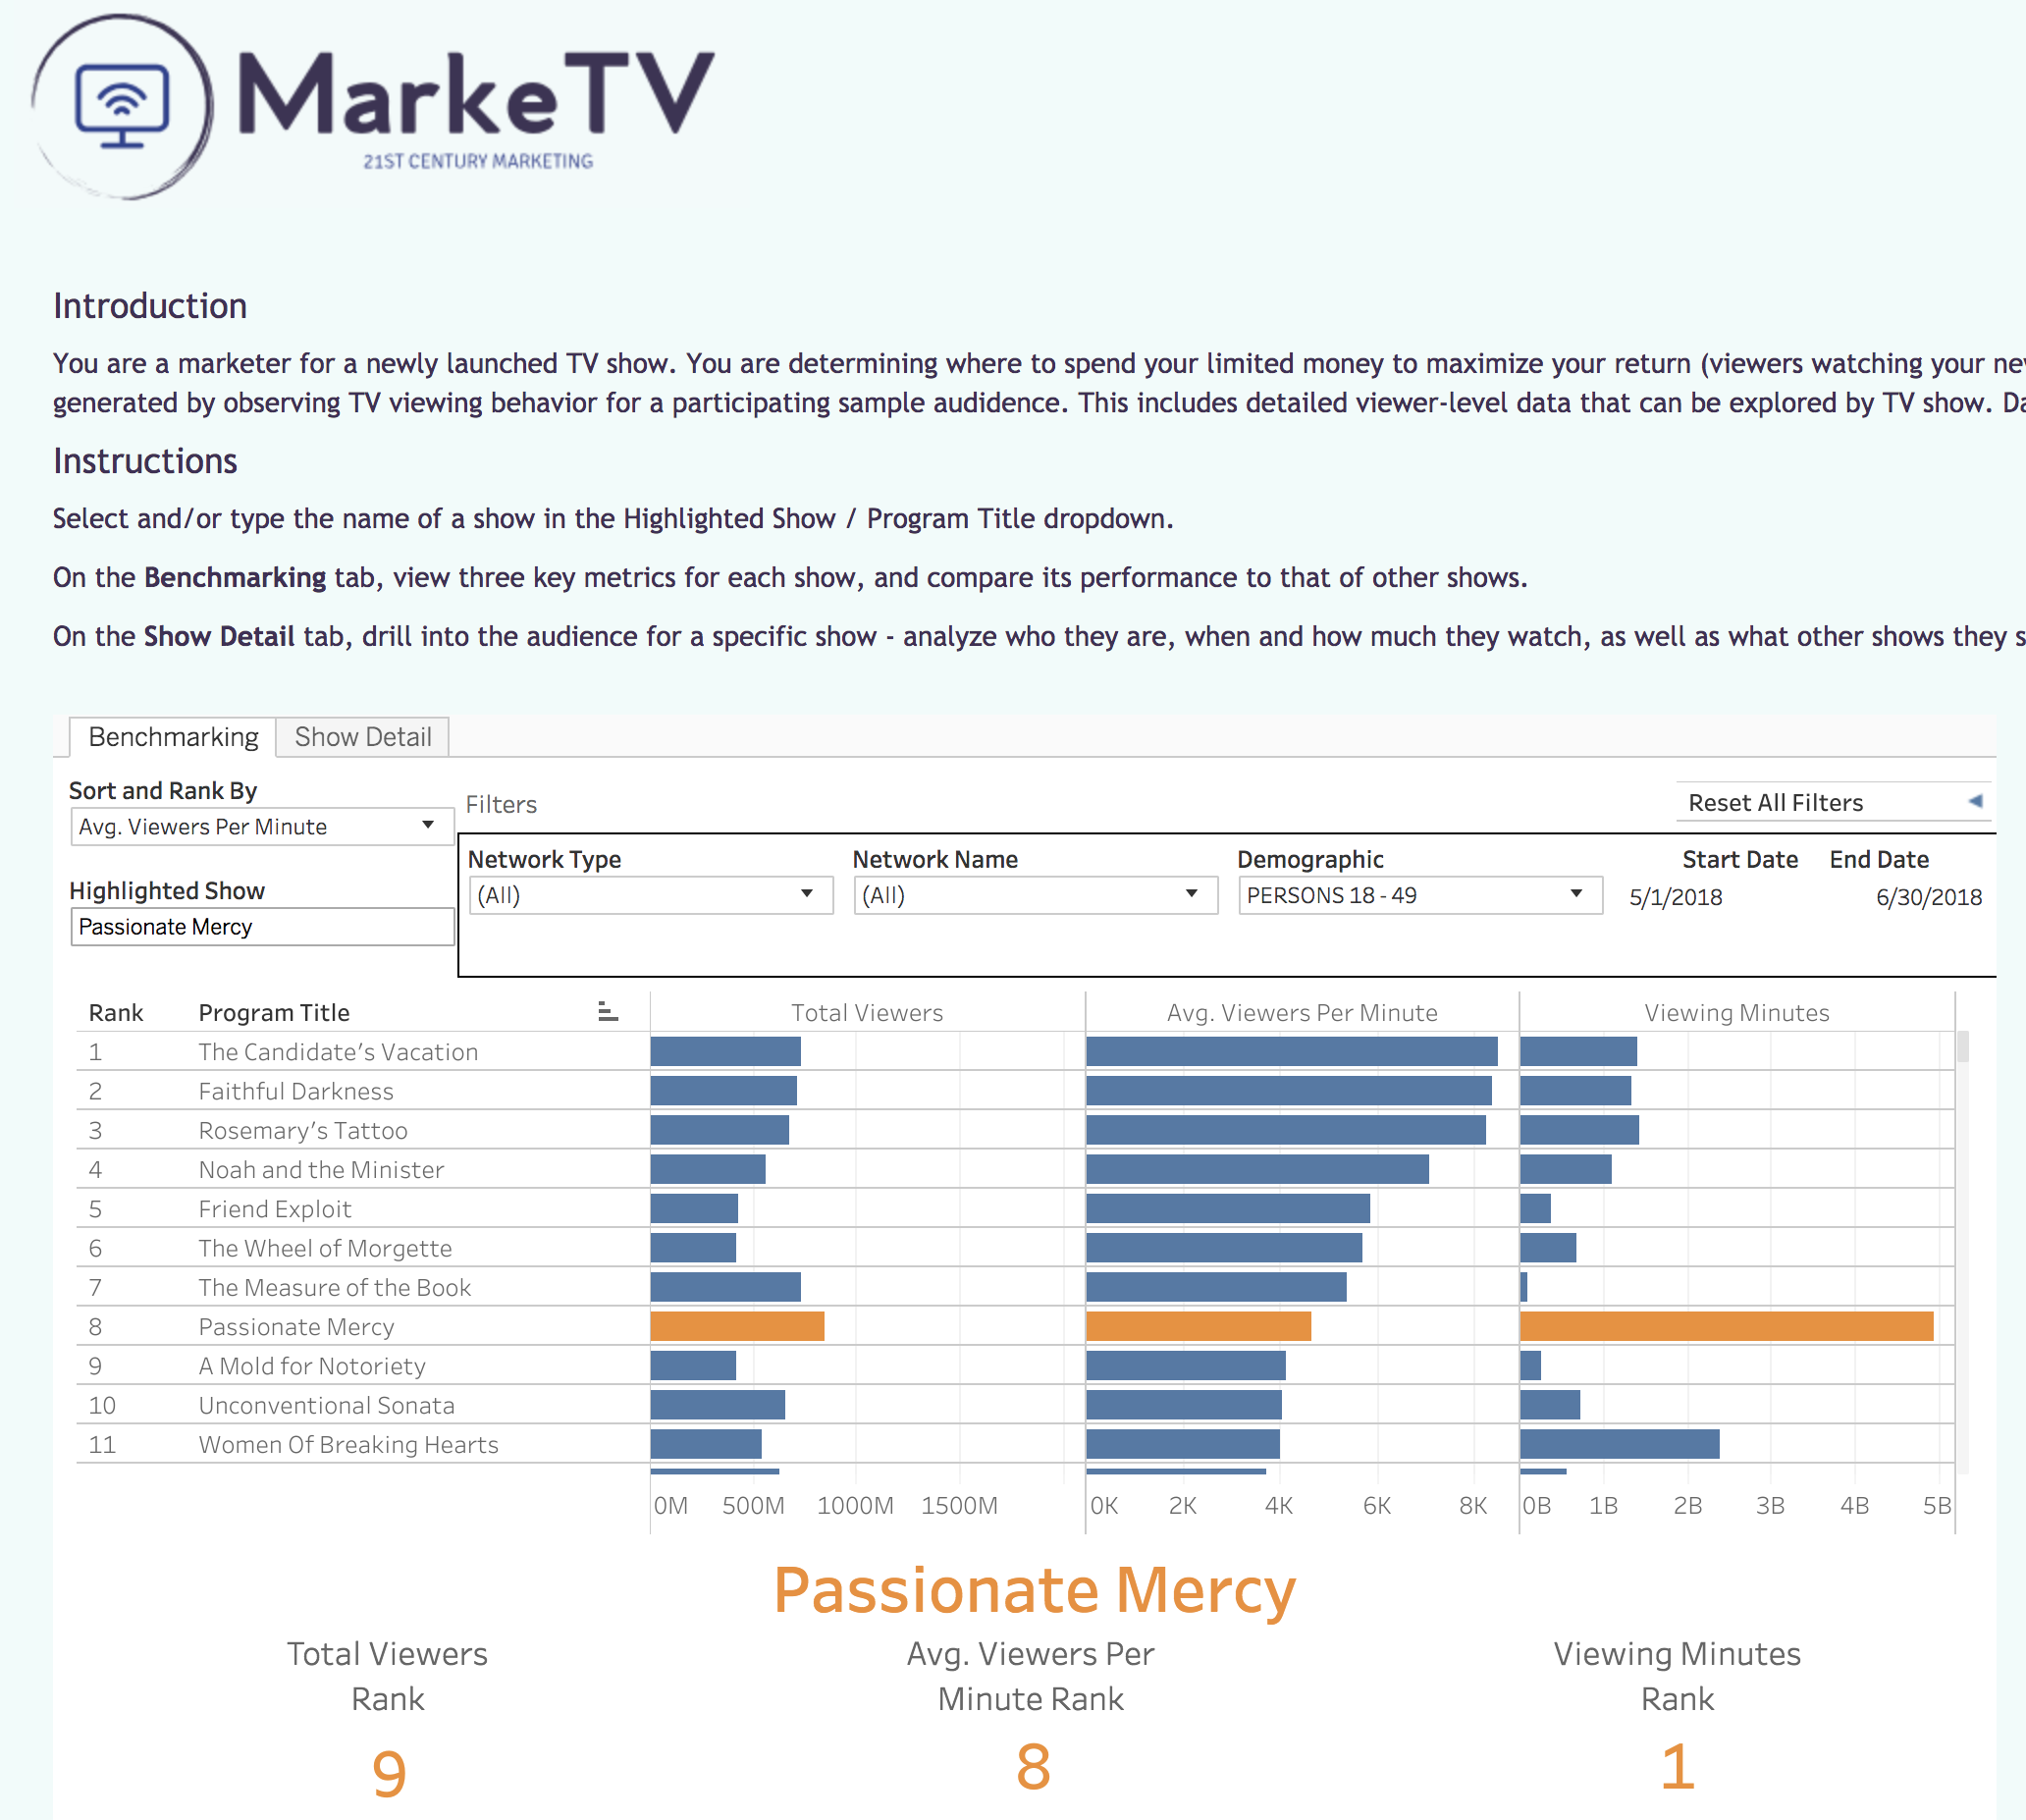 MarkeTV
21ST CENTURY MARKETING
Introduction
You are a marketer for a newly launched TV show. You are determining where to spend your limited money to maximize your return (viewers watching your
generated by observing TV viewing behavior for a participating sample audidence. This includes detailed viewer-level data that can be explored by TV show.
Instructions
Select and/or type the name of a show in the Highlighted Show / Program Title dropdown.
On the Benchmarking tab, view three key metrics for each show, and compare its performance to that of other shows.
On the Show Detail tab, drill into the audience for a specific show - analyze who they are, when and how much they watch, as well as what other shows they
Benchmarking Show Detail
Sort and Rank By
Avg. Viewers Per Minute
Filters
Reset All Filters
Highlighted Show
Passionate Mercy
Network Type Network Name Demographic Start Date End Date
(All) (All) PERSONS 18 - 49 5/1/2018 6/30/2018
Rank Program Title Total Viewers Avg. Viewers Per Minute Viewing Minutes
1 The Candidate's Vacation
2 Faithful Darkness
3 Rosemary's Tattoo
4 Noah and the Minister
5 Friend Exploit
6 The Wheel of Morgette
7 The Measure of the Book
8 Passionate Mercy
9 A Mold for Notoriety
10 Unconventional Sonata
11 Women Of Breaking Hearts
0M 500M 1000M 1500M 0K 2K 4K 6K 8K 0B 1B 2B 3B 4B 5B
Passionate Mercy
Total Viewers Rank
9
Avg. Viewers Per Minute Rank
8
Viewing Minutes Rank
1